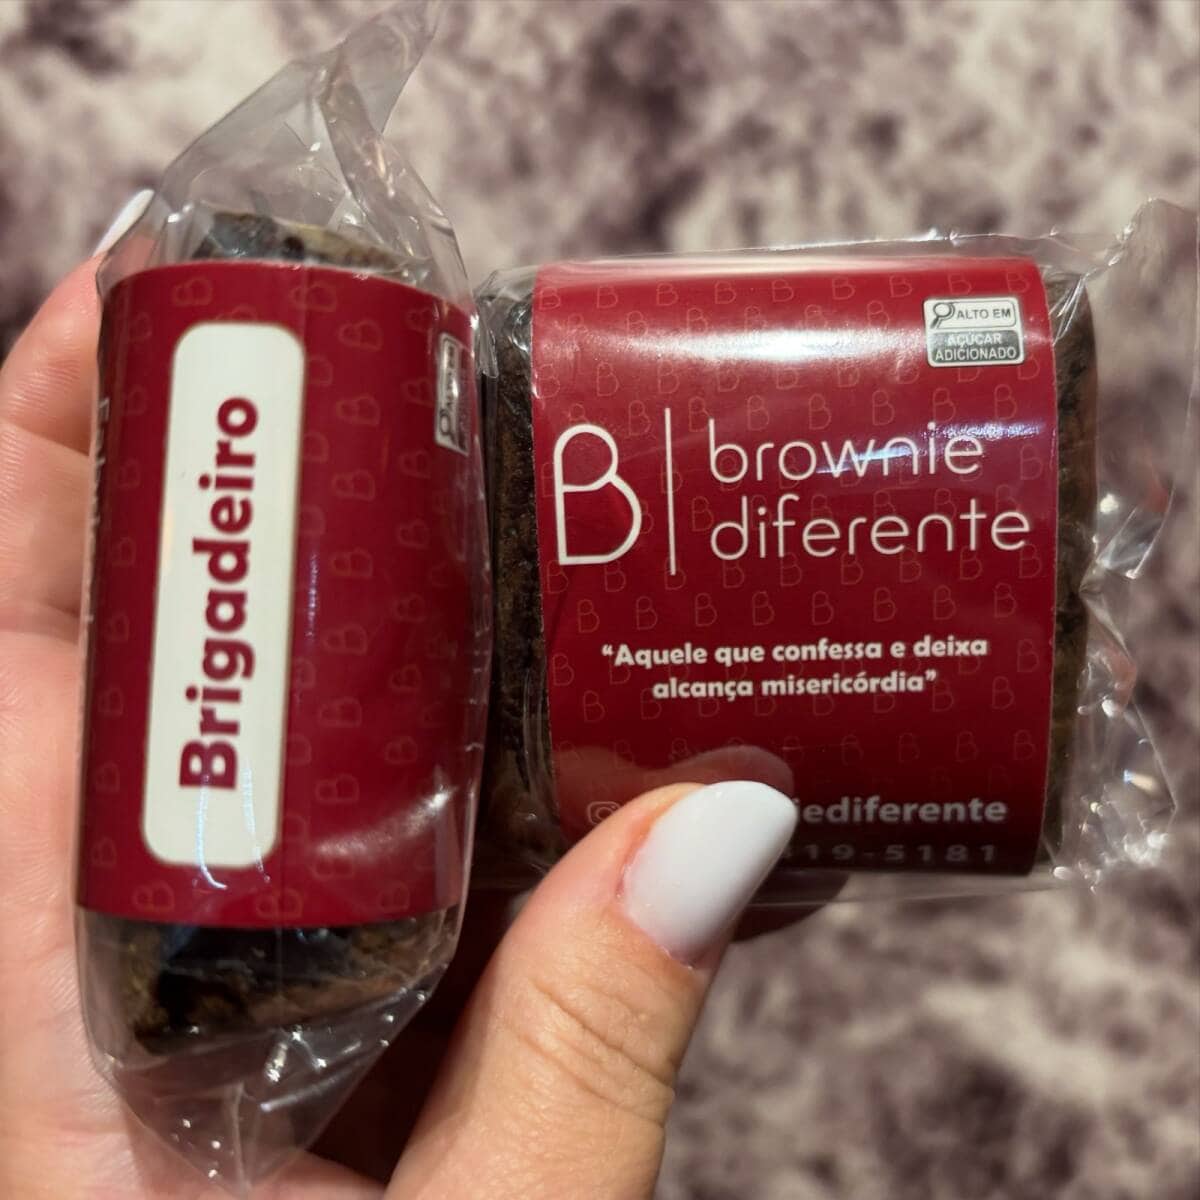 Brigadeiro
ALTO EM
AÇÚCAR
ADICIONADO
B
brownie
diferente
“Aquele que confessa e deixa
alcança misericórdia”